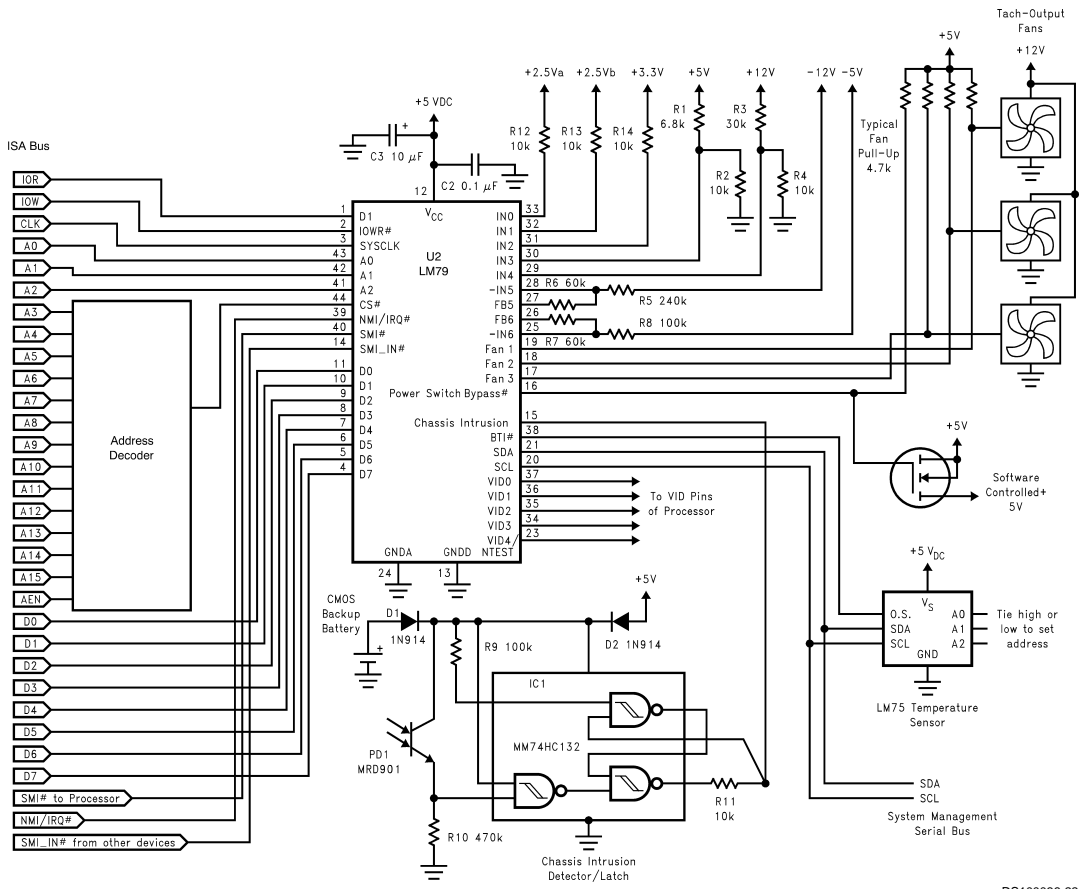 Tach-Output
Fans
+5V
+12V
+5 VDC
+2.5Va
+2.5Vb
+3.3V
+5V
+12V
-12V
-5V
ISA Bus
C3 10 μF
C2 0.1 μF
R12
10k
R13
10k
R14
10k
R1
6.8k
R3
30k
R2
10k
R4
10k
Typical
Fan
Pull-Up
4.7k
IOR
IOW
CLK
A0
A1
A2
A3
A4
A5
A6
A7
A8
A9
A10
A11
A12
A13
A14
A15
AEN
D0
D1
D2
D3
D4
D5
D6
D7
SMI# to Processor
NMI/IRQ#
SMI_IN# from other devices
Address
Decoder
12
VCC
U2
LM79
1 D1
2 IOWR#
3 SYSCLK
43 A0
42 A1
41 A2
44 CS#
39 NMI/IRQ#
40 SMI#
14 SMI_IN#
11 D0
10 D1
9 D2
8 D3
7 D4
6 D5
5 D6
4 D7
IN0 33
IN1 32
IN2 31
IN3 30
IN4 29
-IN5 28
FB5 27
FB6 26
-IN6 25
Fan 1 19
Fan 2 18
Fan 3 17
Power Switch Bypass# 16
Chassis Intrusion 15
BTI# 38
SDA 21
SCL 20
VID0 37
VID1 36
VID2 35
VID3 34
VID4/ 23
GNDA GNDD NTEST
24 13
R6 60k
R5 240k
R8 100k
R7 60k
To VID Pins
of Processor
+5V
Software
Controlled+
5V
+5 VDC
VS
O.S.
SDA
SCL
GND
A0
A1
A2
Tie high or
low to set
address
LM75 Temperature
Sensor
CMOS
Backup
Battery
+
D1
1N914
+5V
D2 1N914
R9 100k
IC1
MM74HC132
PD1
MRD901
R10 470k
R11
10k
Chassis Intrusion
Detector/Latch
SDA
SCL
System Management
Serial Bus